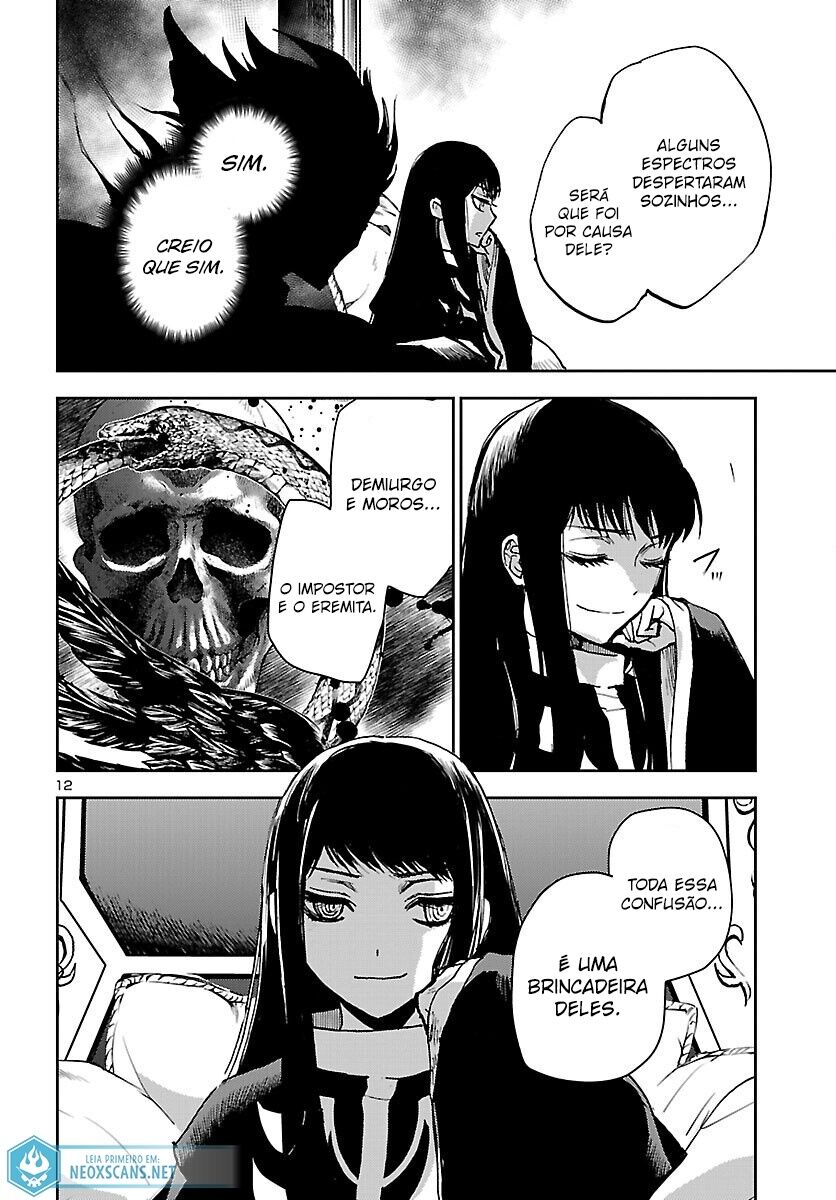 ALGUNS
ESPECTROS
DESPERTARAM
SOZINHOS...
SERÁ
QUE FOI
POR CAUSA
DELE?
SIM.
CREIO
QUE SIM.
DEMIURGO
E MOROS...
O IMPOSTOR
E O EREMITA.
12
TODA ESSA
CONFUSÃO...
É UMA
BRINCADEIRA
DELES.
LEIA PRIMEIRO EM:
NEOXSCANS.NET